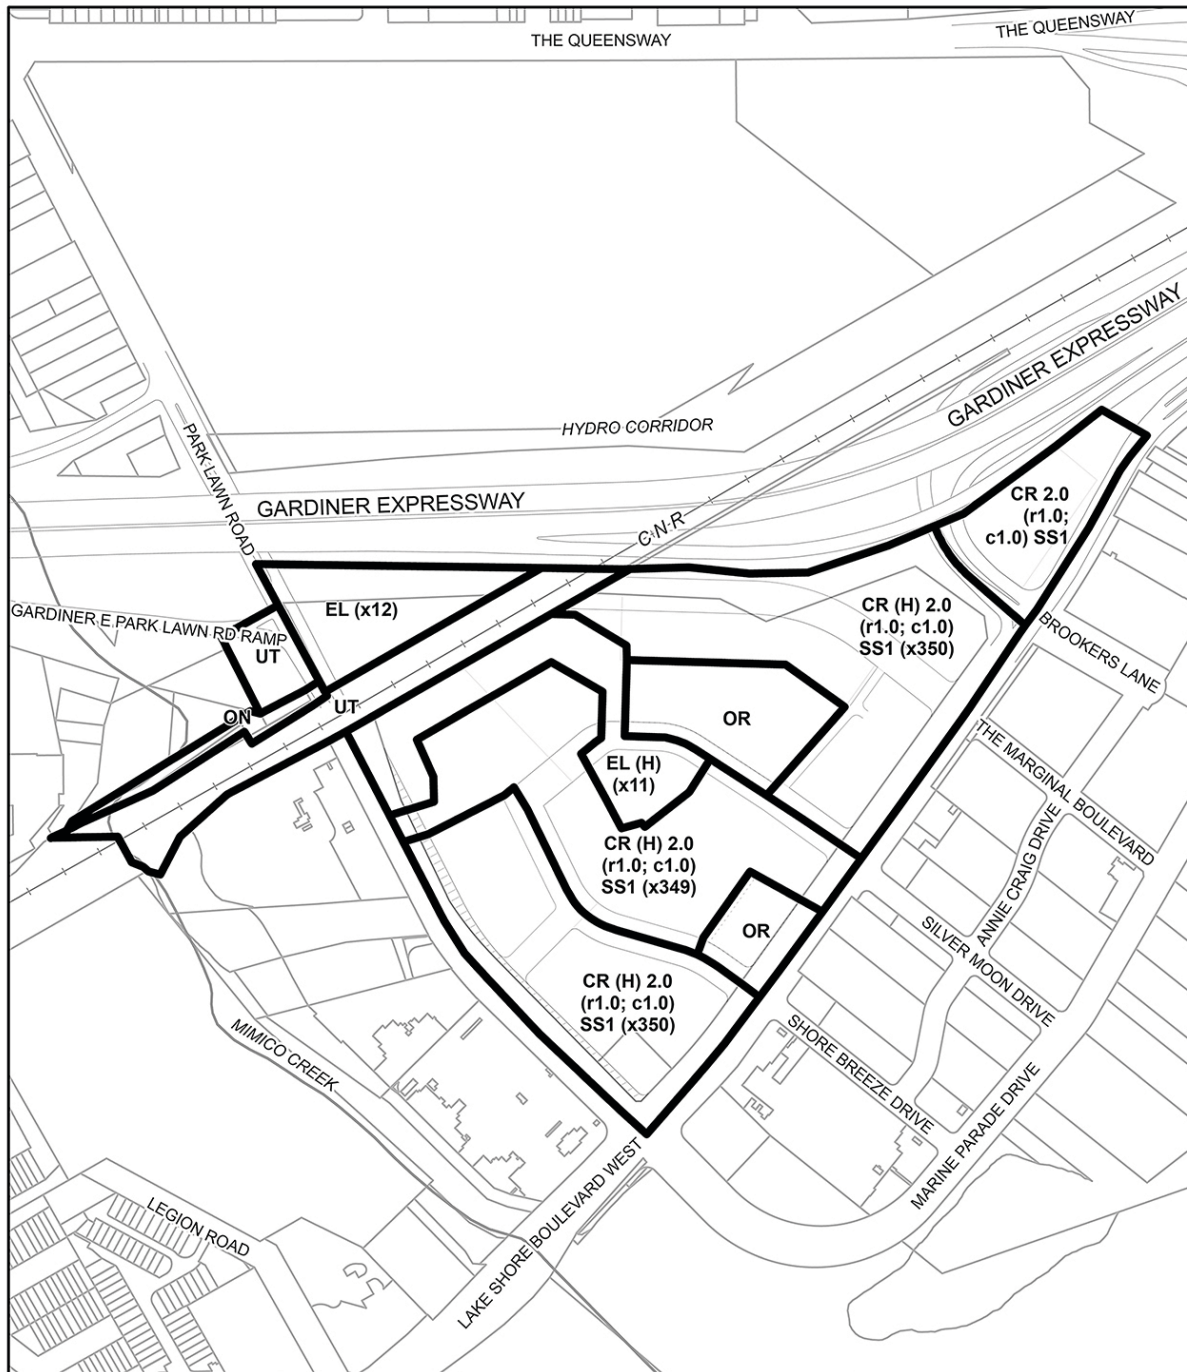 THE QUEENSWAY
THE QUEENSWAY
GARDINER EXPRESSWAY
HYDRO CORRIDOR
PARK LAWN ROAD
GARDINER EXPRESSWAY
C N R
CR 2.0
(r1.0;
c1.0) SS1
EL (x12)
CR (H) 2.0
(r1.0; c1.0)
SS1 (x350)
GARDINER E PARK LAWN RD RAMP
UT
BROOKERS LANE
ON
UT
OR
EL (H)
(x11)
THE MARGINAL BOULEVARD
CR (H) 2.0
(r1.0; c1.0)
SS1 (x349)
ANNIE CRAIG DRIVE
OR
SILVER MOON DRIVE
CR (H) 2.0
(r1.0; c1.0)
SS1 (x350)
MIMICO CREEK
SHORE BREEZE DRIVE
MARINE PARADE DRIVE
LEGION ROAD
LAKE SHORE BOULEVARD WEST